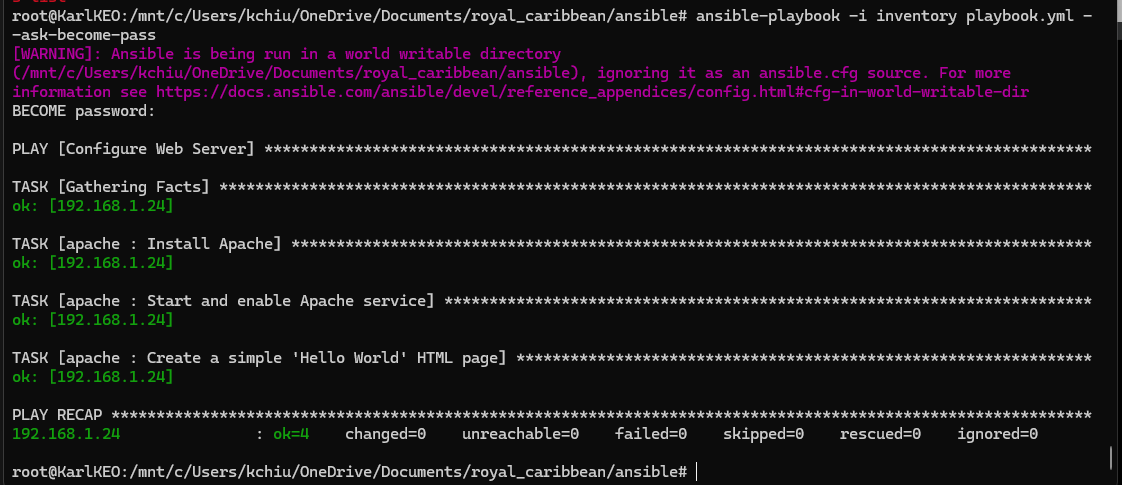 root@KarlKEO:/mnt/c/Users/kchiu/OneDrive/Documents/royal_caribbean/ansible# ansible-playbook -i inventory playbook.yml -
-ask-become-pass
[WARNING]: Ansible is being run in a world writable directory
(/mnt/c/Users/kchiu/OneDrive/Documents/royal_caribbean/ansible), ignoring it as an ansible.cfg source. For more
information see https://docs.ansible.com/ansible/devel/reference_appendices/config.html#cfg-in-world-writable-dir
BECOME password:
PLAY [Configure Web Server] ********************************************************************************************
TASK [Gathering Facts] *************************************************************************************************
ok: [192.168.1.24]
TASK [apache : Install Apache] *****************************************************************************************
ok: [192.168.1.24]
TASK [apache : Start and enable Apache service] ************************************************************************
ok: [192.168.1.24]
TASK [apache : Create a simple 'Hello World' HTML page] ****************************************************************
ok: [192.168.1.24]
PLAY RECAP *************************************************************************************************************
192.168.1.24               : ok=4    changed=0    unreachable=0    failed=0    skipped=0    rescued=0    ignored=0
root@KarlKEO:/mnt/c/Users/kchiu/OneDrive/Documents/royal_caribbean/ansible#